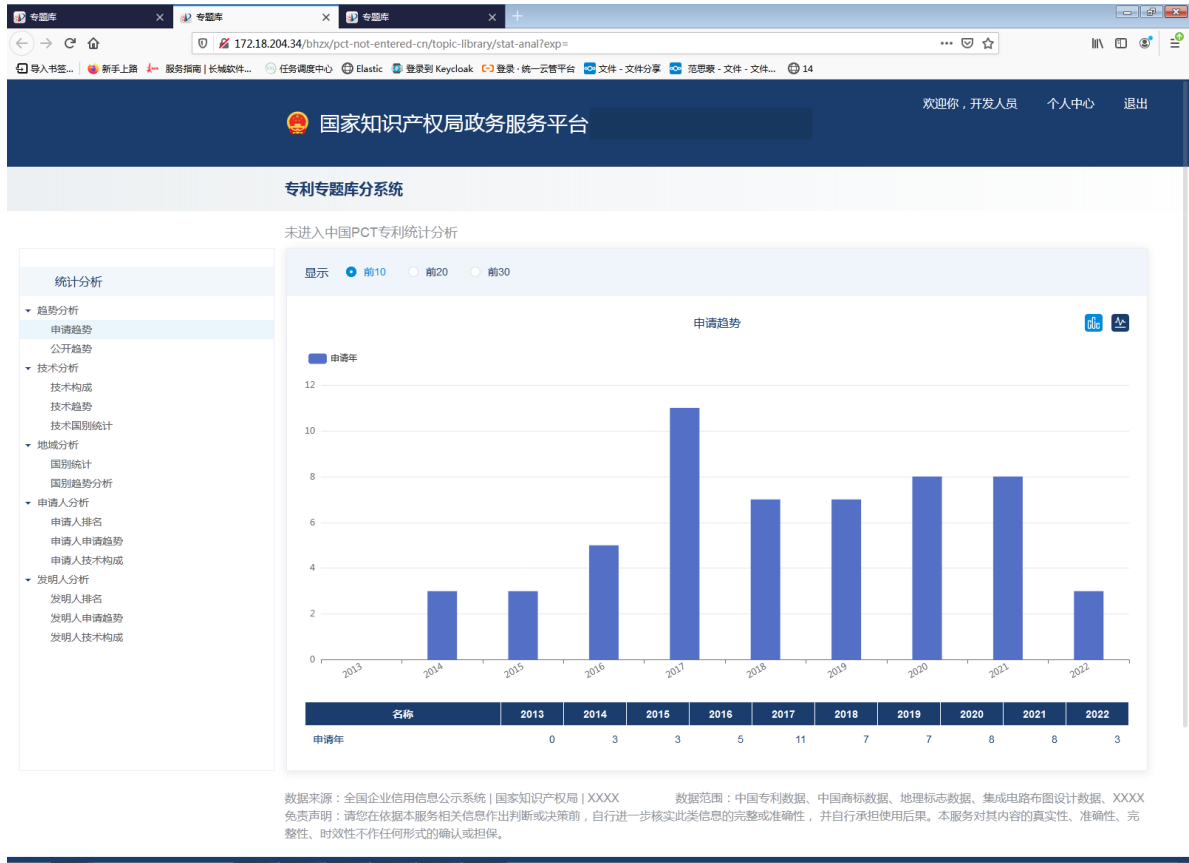 专题库
专题库
专题库
172.18.204.34/bhzx/pct-not-entered-cn/topic-library/stat-anal?exp=
导入书签... 新手上路 服务指南 | 长城软件... 任务调度中心 Elastic 登录到 Keycloak 登录 · 统一云管平台 文件 - 文件分享 范思蒙 - 文件 - 文件... 14
国家知识产权局政务服务平台
欢迎你，开发人员 个人中心 退出
专利专题库分系统
未进入中国PCT专利统计分析
统计分析
趋势分析
申请趋势
公开趋势
技术分析
技术构成
技术趋势
技术国别统计
地域分析
国别统计
国别趋势分析
申请人分析
申请人排名
申请人申请趋势
申请人技术构成
发明人分析
发明人排名
发明人申请趋势
发明人技术构成
显示 前10 前20 前30
申请趋势
申请年
12
10
8
6
4
2
0
2013 2014 2015 2016 2017 2018 2019 2020 2021 2022
名称 2013 2014 2015 2016 2017 2018 2019 2020 2021 2022
申请年 0 3 3 5 11 7 7 8 8 3
数据来源：全国企业信用信息公示系统 | 国家知识产权局 | XXXX 数据范围：中国专利数据、中国商标数据、地理标志数据、集成电路布图设计数据、XXXX
免责声明：请您在依据本服务相关信息作出判断或决策前，自行进一步核实此类信息的完整或准确性，并自行承担使用后果。本服务对其内容的真实性、准确性、完
整性、时效性不作任何形式的确认或担保。